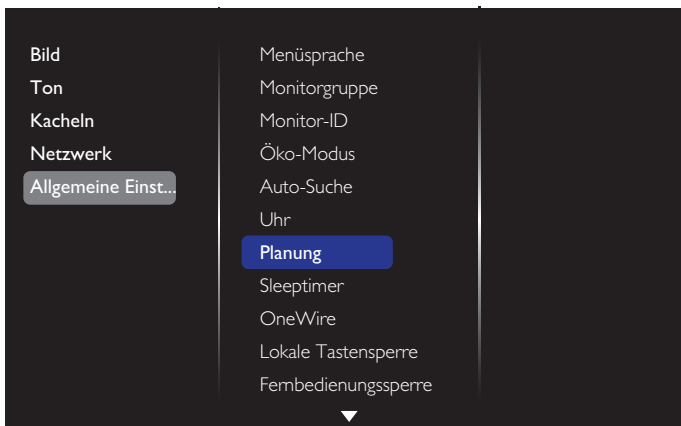 Bild
Ton
Kacheln
Netzwerk
Allgemeine Einst...
Menüsprache
Monitorgruppe
Monitor-ID
Öko-Modus
Auto-Suche
Uhr
Planung
Sleeptimer
OneWire
Lokale Tastensperre
Fernbedienungssperre